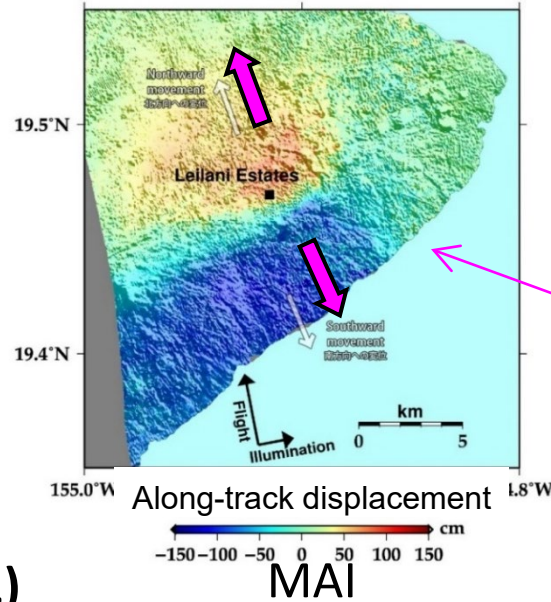 Northward
movement
北方向への変位
19.5°N
Leilani Estates
Southward
movement
南方向への変位
19.4°N
Flight
Illumination
km
0 5
155.0°W
.8°W
Along-track displacement
cm
−150 −100 −50 0 50 100 150
MAI